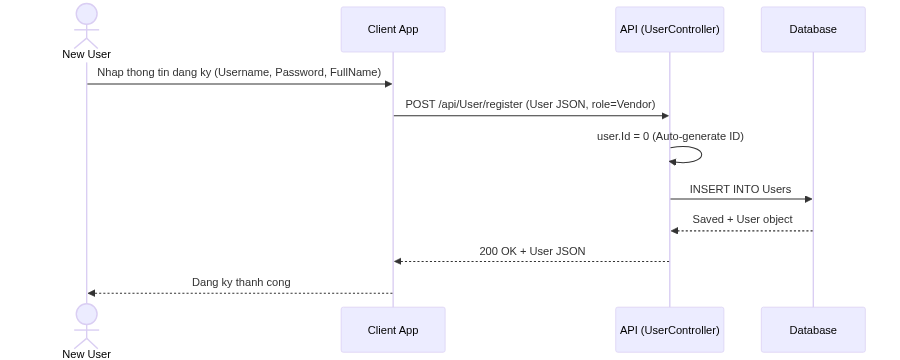 New User
Client App
API (UserController)
Database
Nhap thong tin dang ky (Username, Password, FullName)
POST /api/User/register (User JSON, role=Vendor)
user.Id = 0 (Auto-generate ID)
INSERT INTO Users
Saved + User object
200 OK + User JSON
Dang ky thanh cong
New User
Client App
API (UserController)
Database